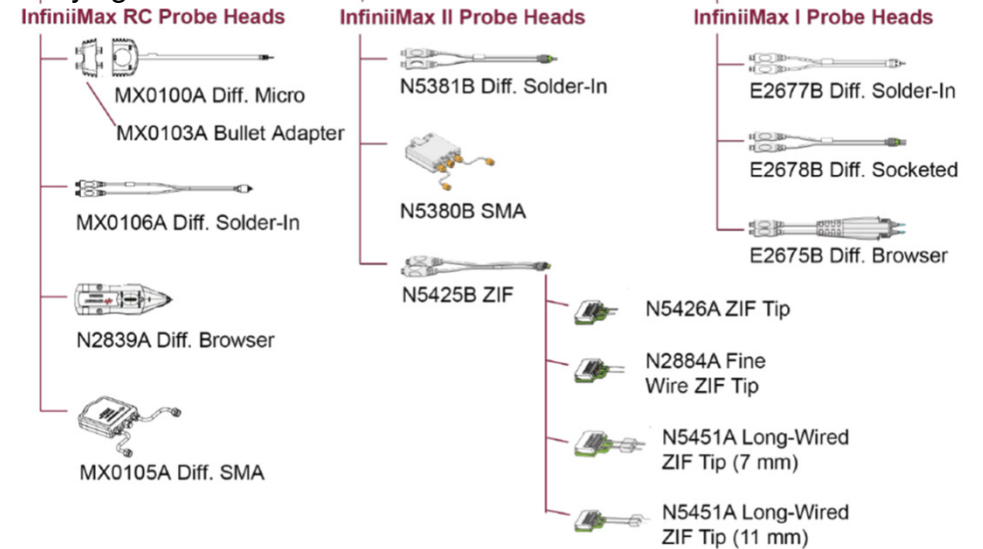 InfiniiMax RC Probe Heads
MX0100A Diff. Micro
MX0103A Bullet Adapter
MX0106A Diff. Solder-In
N2839A Diff. Browser
MX0105A Diff. SMA
InfiniiMax II Probe Heads
N5381B Diff. Solder-In
N5380B SMA
N5425B ZIF
N5426A ZIF Tip
N2884A Fine
Wire ZIF Tip
N5451A Long-Wired
ZIF Tip (7 mm)
N5451A Long-Wired
ZIF Tip (11 mm)
InfiniiMax I Probe Heads
E2677B Diff. Solder-In
E2678B Diff. Socketed
E2675B Diff. Browser